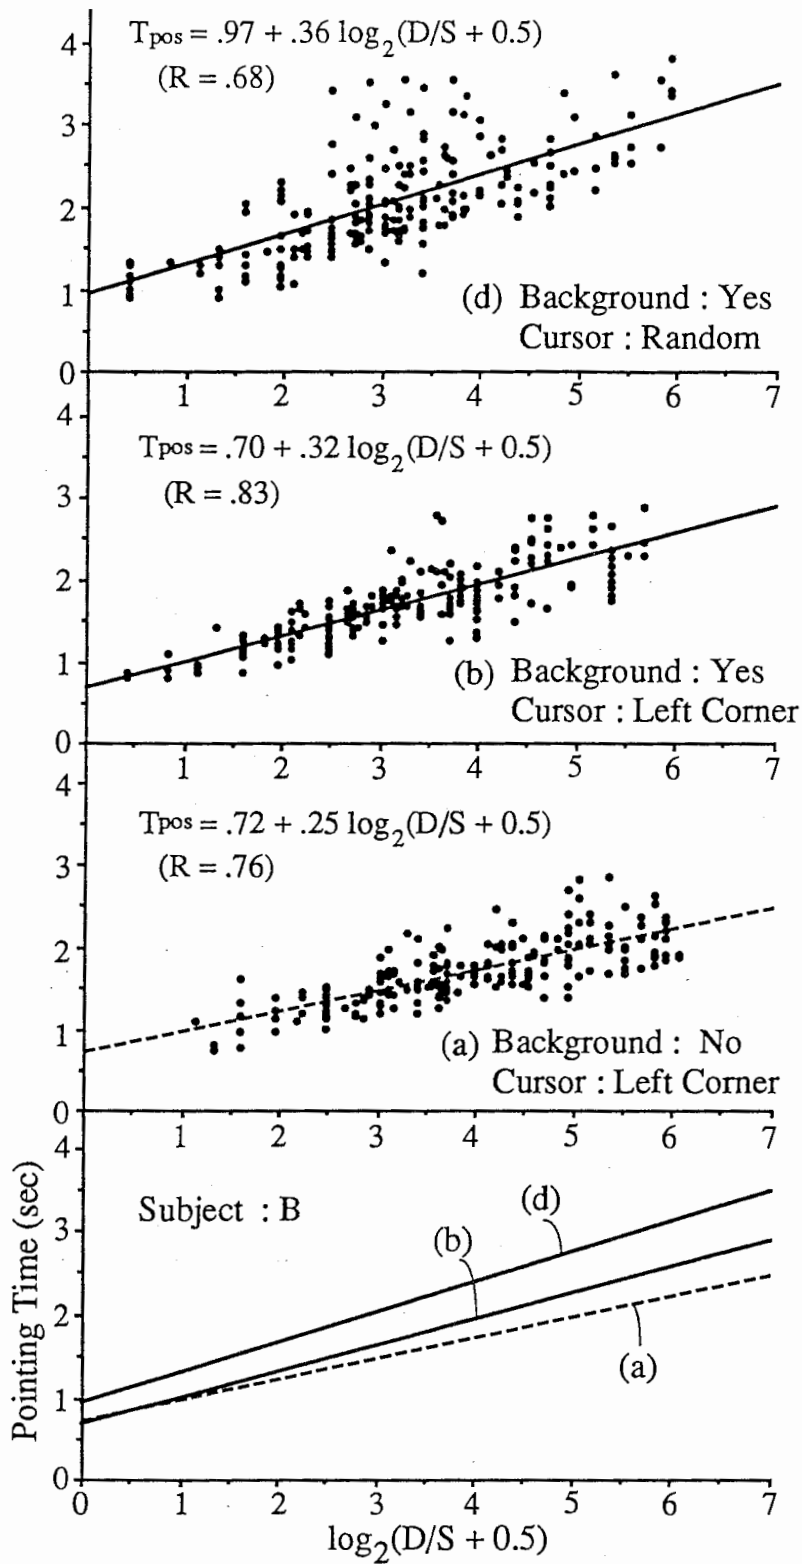 Tpos = .97 + .36 log2(D/S + 0.5)
(R = .68)
4
3
2
1
0
(d) Background : Yes
Cursor : Random
1 2 3 4 5 6 7
Tpos = .70 + .32 log2(D/S + 0.5)
(R = .83)
4
3
2
1
0
(b) Background : Yes
Cursor : Left Corner
1 2 3 4 5 6 7
Tpos = .72 + .25 log2(D/S + 0.5)
(R = .76)
4
3
2
1
0
(a) Background : No
Cursor : Left Corner
1 2 3 4 5 6 7
Pointing Time (sec)
4
3
2
1
0
Subject : B
(d)
(b)
(a)
0 1 2 3 4 5 6 7
log2(D/S + 0.5)